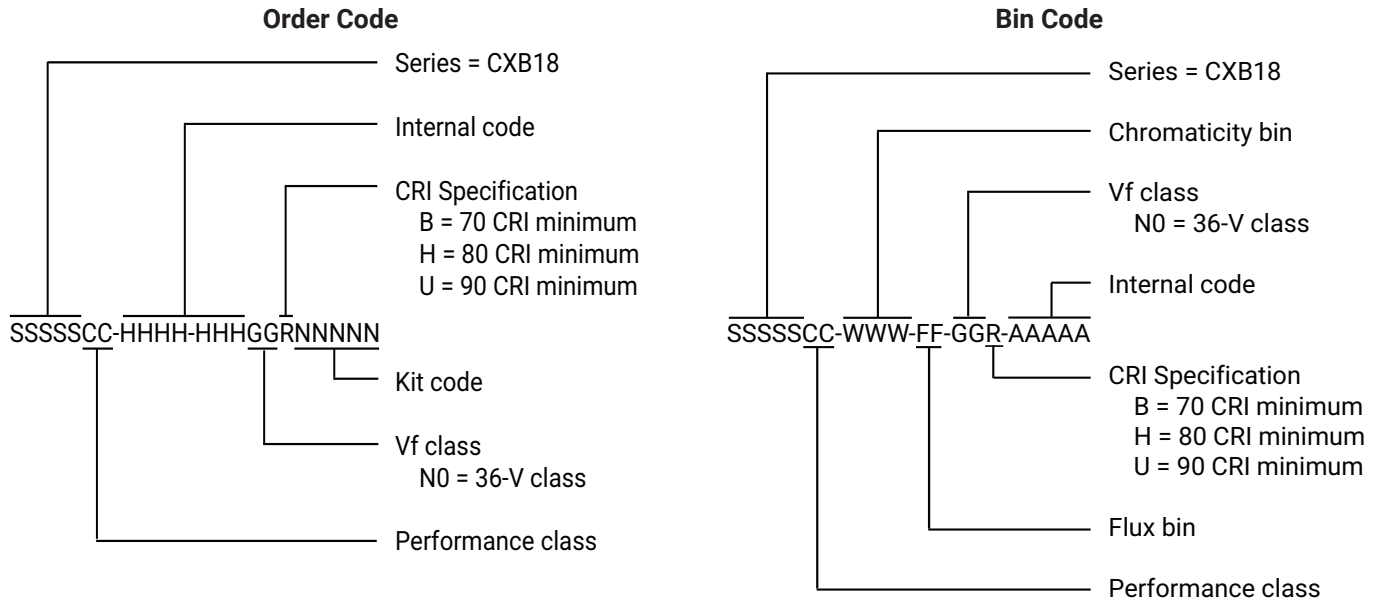 Order Code
Series = CXB18
Internal code
CRI Specification
B = 70 CRI minimum
H = 80 CRI minimum
U = 90 CRI minimum
SSSSSCC-HHHH-HHHGGRNNNNN
Kit code
Vf class
N0 = 36-V class
Performance class
Bin Code
Series = CXB18
Chromaticity bin
Vf class
N0 = 36-V class
Internal code
SSSSSCC-WWW-FF-GGR-AAAAA
CRI Specification
B = 70 CRI minimum
H = 80 CRI minimum
U = 90 CRI minimum
Flux bin
Performance class